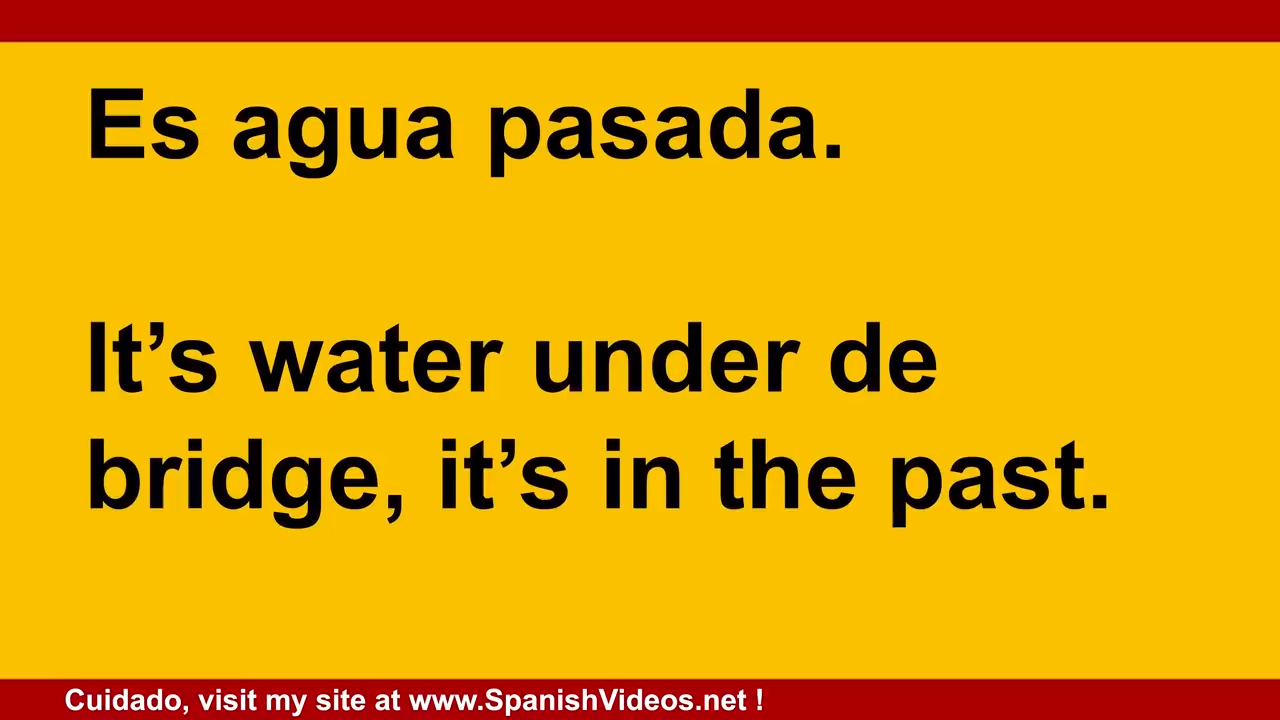 Es agua pasada.
It’s water under de
bridge, it’s in the past.
Cuidado, visit my site at www.SpanishVideos.net !